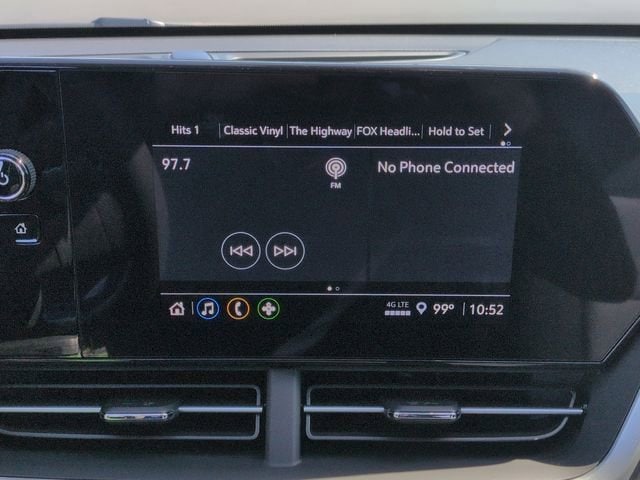 Hits 1 Classic Vinyl The Highway FOX Headli... Hold to Set
97.7
FM
No Phone Connected
4G LTE
99° 10:52